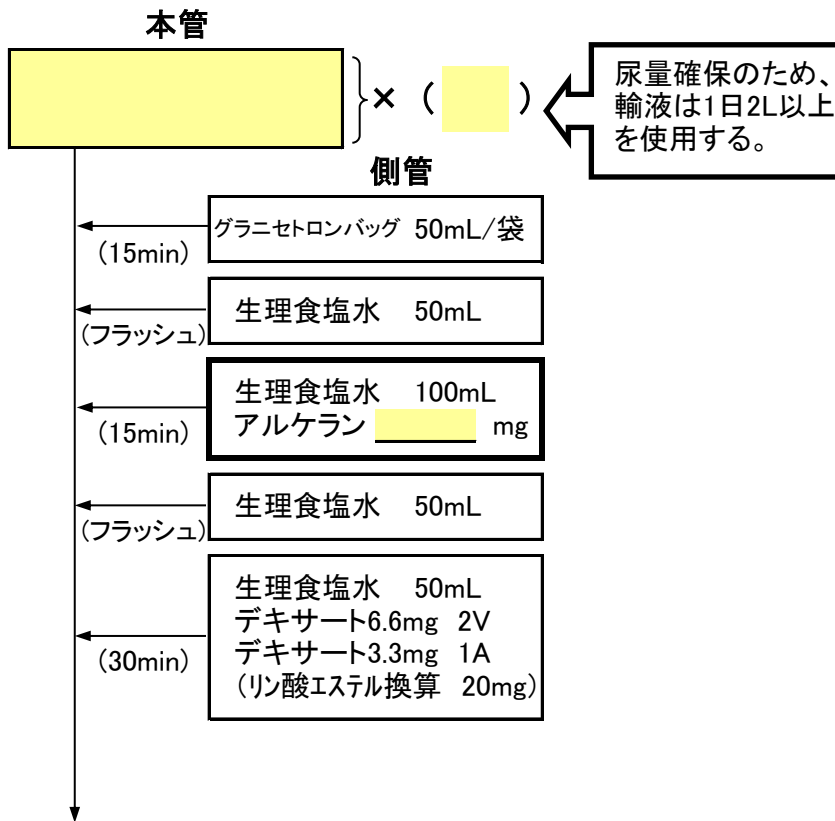 本管
× （ ）
尿量確保のため、
輸液は1日2L以上
を使用する。
側管
グラニセトロンバッグ 50mL/袋
(15min)
生理食塩水 50mL
(フラッシュ)
生理食塩水 100mL
アルケラン mg
(15min)
生理食塩水 50mL
(フラッシュ)
生理食塩水 50mL
デキサート6.6mg 2V
デキサート3.3mg 1A
(リン酸エステル換算 20mg)
(30min)